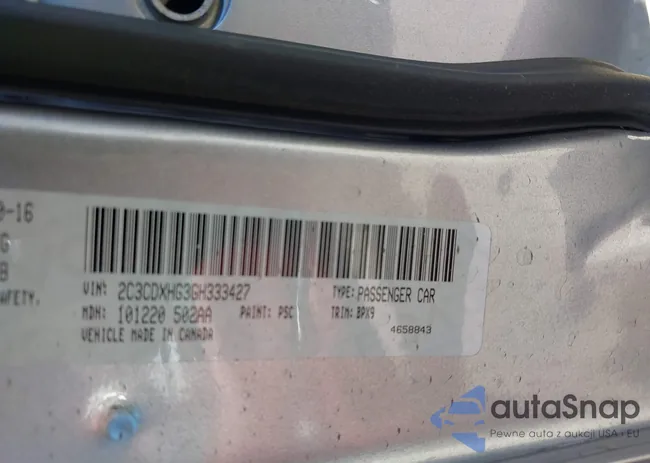 0-16
G
B
AFETY,
VIN: 2C3CDXHG3GH333427 TYPE: PASSENGER CAR
MDH: 101220 502AA PAINT: PSC TRIM: BPX9
VEHICLE MADE IN CANADA 4658843
autaSnap
Pewne auta z aukcji USA i EU